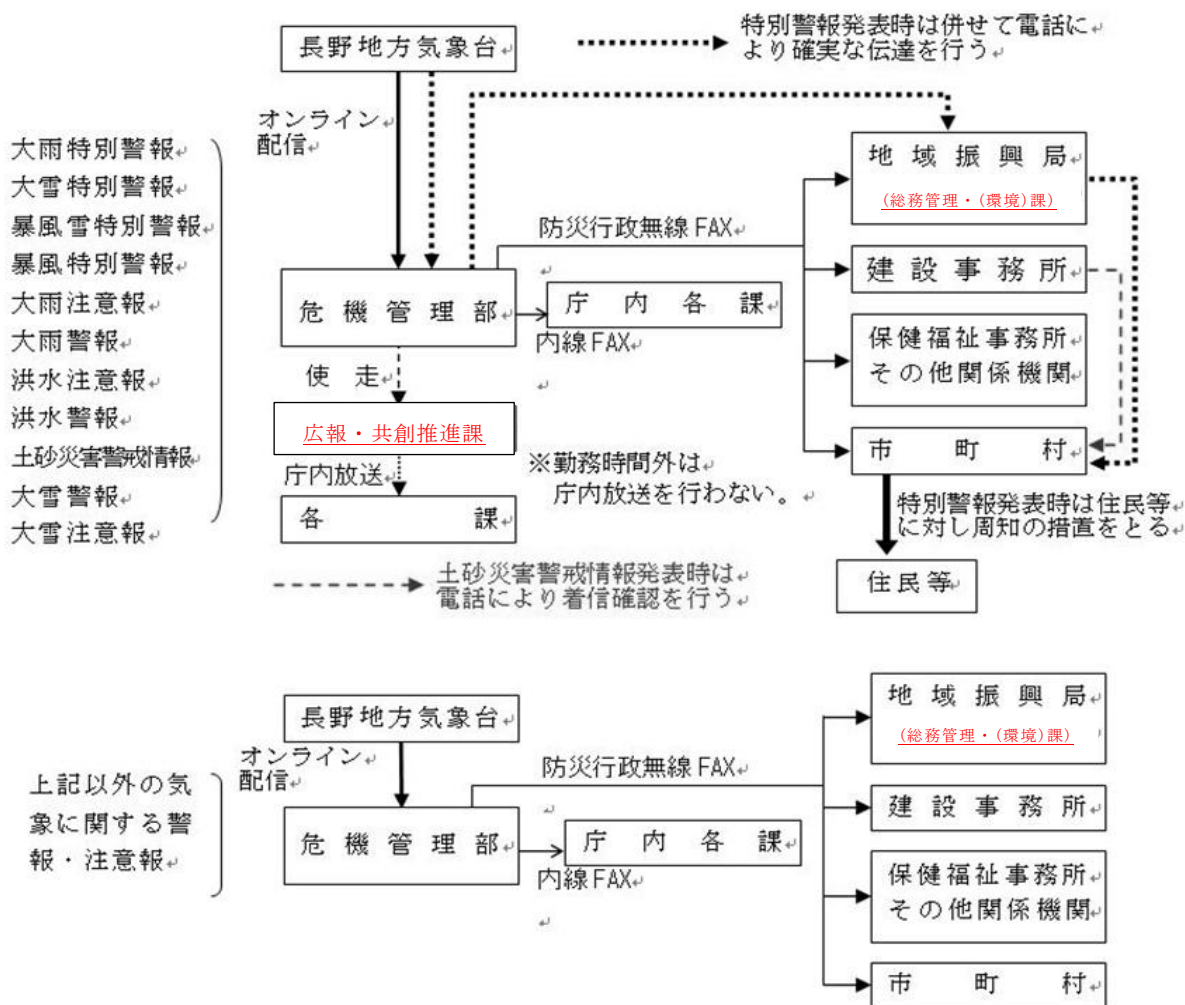 長野地方気象台
特別警報発表時は併せて電話に
より確実な伝達を行う
オンライン
配信
大雨特別警報
大雪特別警報
暴風雪特別警報
暴風特別警報
大雨注意報
大雨警報
洪水注意報
洪水警報
土砂災害警戒情報
大雪警報
大雪注意報
地域振興局
(総務管理・(環境)課)
防災行政無線FAX
建設事務所
危機管理部
庁内各課
内線FAX
保健福祉事務所
その他関係機関
使走
広報・共創推進課
市町村
庁内放送
※勤務時間外は
庁内放送を行わない。
各課
特別警報発表時は住民等
に対し周知の措置をとる
土砂災害警戒情報発表時は
電話により着信確認を行う
住民等
長野地方気象台
地域振興局
(総務管理・(環境)課)
オンライン
配信
防災行政無線FAX
上記以外の気
象に関する警
報・注意報
建設事務所
危機管理部
庁内各課
内線FAX
保健福祉事務所
その他関係機関
市町村